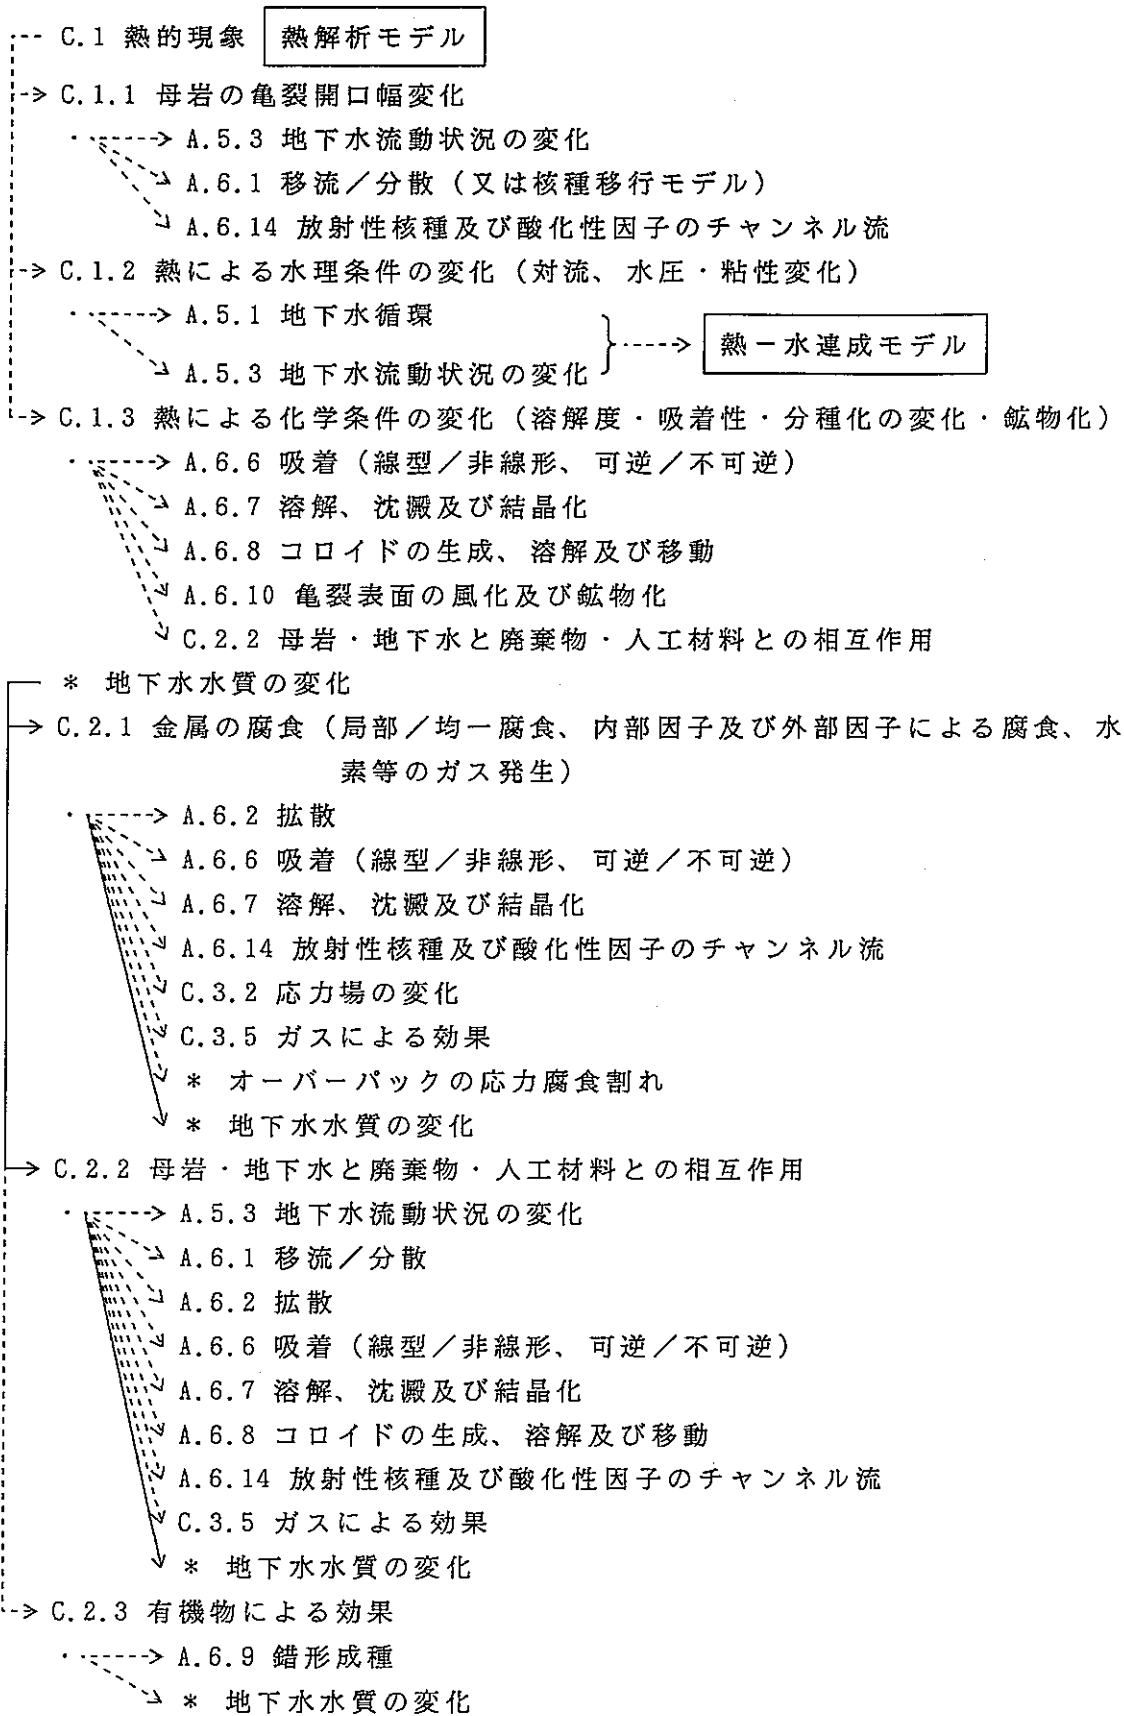 C.1 熱的現象 熱解析モデル
C.1.1 母岩の亀裂開口幅変化
・ A.5.3 地下水流動状況の変化
A.6.1 移流／分散（又は核種移行モデル）
A.6.14 放射性核種及び酸化性因子のチャンネル流
C.1.2 熱による水理条件の変化（対流、水圧・粘性変化）
・ A.5.1 地下水循環
熱－水連成モデル
A.5.3 地下水流動状況の変化
C.1.3 熱による化学条件の変化（溶解度・吸着性・分種化の変化・鉱物化）
・ A.6.6 吸着（線型／非線形、可逆／不可逆）
A.6.7 溶解、沈澱及び結晶化
A.6.8 コロイドの生成、溶解及び移動
A.6.10 亀裂表面の風化及び鉱物化
C.2.2 母岩・地下水と廃棄物・人工材料との相互作用
＊ 地下水水質の変化
C.2.1 金属の腐食（局部／均一腐食、内部因子及び外部因子による腐食、水
素等のガス発生）
・ A.6.2 拡散
A.6.6 吸着（線型／非線形、可逆／不可逆）
A.6.7 溶解、沈澱及び結晶化
A.6.14 放射性核種及び酸化性因子のチャンネル流
C.3.2 応力場の変化
C.3.5 ガスによる効果
＊ オーバーパックの応力腐食割れ
＊ 地下水水質の変化
C.2.2 母岩・地下水と廃棄物・人工材料との相互作用
・ A.5.3 地下水流動状況の変化
A.6.1 移流／分散
A.6.2 拡散
A.6.6 吸着（線型／非線形、可逆／不可逆）
A.6.7 溶解、沈澱及び結晶化
A.6.8 コロイドの生成、溶解及び移動
A.6.14 放射性核種及び酸化性因子のチャンネル流
C.3.5 ガスによる効果
＊ 地下水水質の変化
C.2.3 有機物による効果
・ A.6.9 錯形成種
＊ 地下水水質の変化